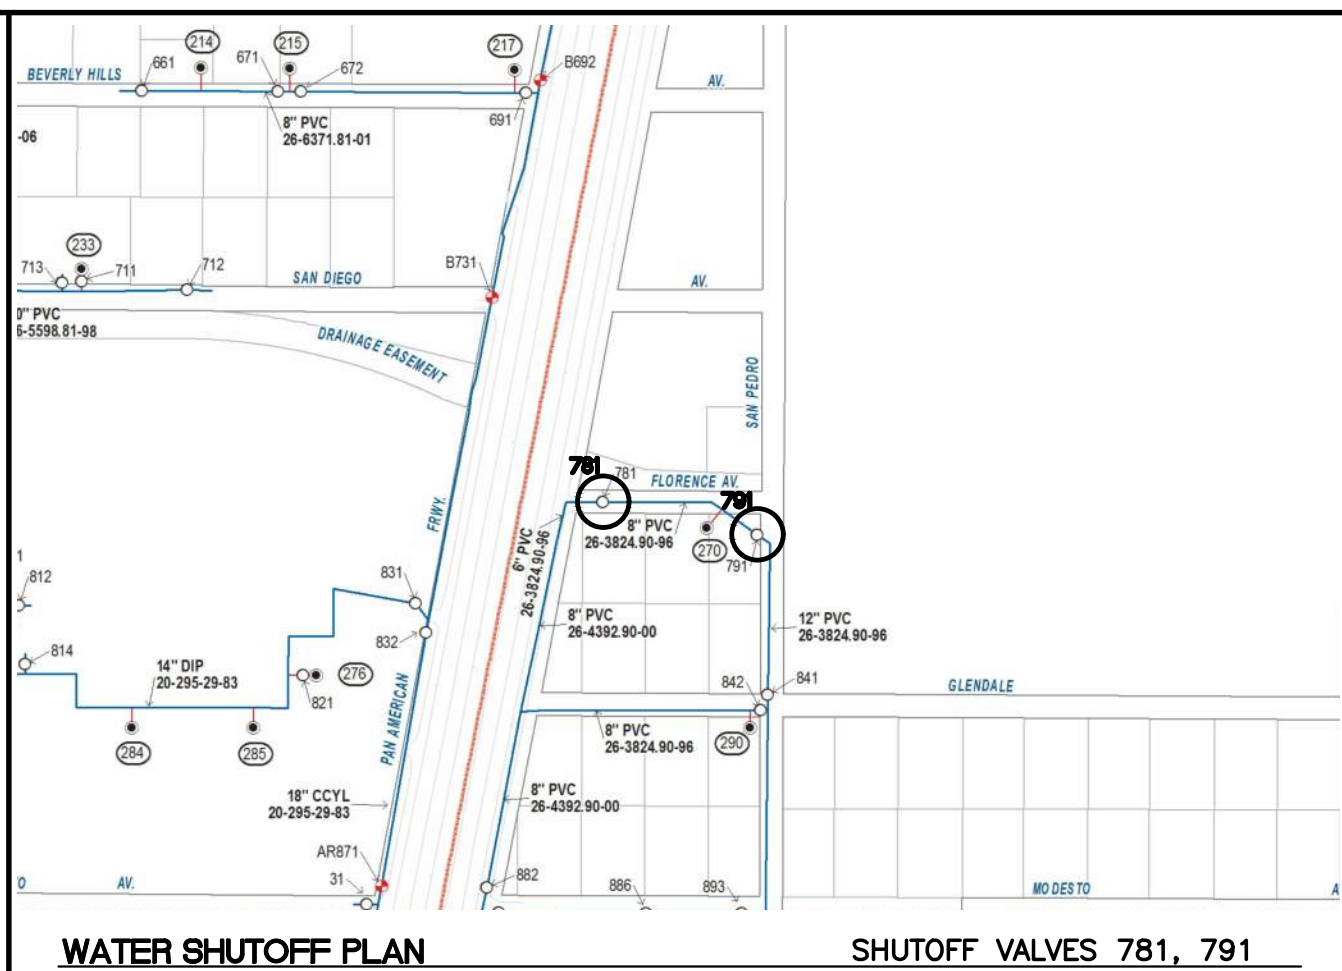 214
215
217
661
671
672
B692
BEVERLY HILLS
AV.
691
8" PVC
26-6371.81-01
-06
233
713
711
712
B731
SAN DIEGO
AV.
0" PVC
6-5598.81-98
DRAINAGE EASEMENT
SAN PEDRO
781
781
FLORENCE AV.
791
FRWY.
6" PVC
26-3824.90-96
8" PVC
26-3824.90-96
270
791
1
812
831
832
8" PVC
26-4392.90-00
12" PVC
26-3824.90-96
814
14" DIP
20-295-29-83
276
821
842
841
GLENDALE
PAN AMERICAN
284
285
8" PVC
26-3824.90-96
290
18" CCYL
20-295-29-83
8" PVC
26-4392.90-00
AR871
31
882
886
893
TO
AV.
MODESTO
A
WATER SHUTOFF PLAN
SHUTOFF VALVES 781, 791